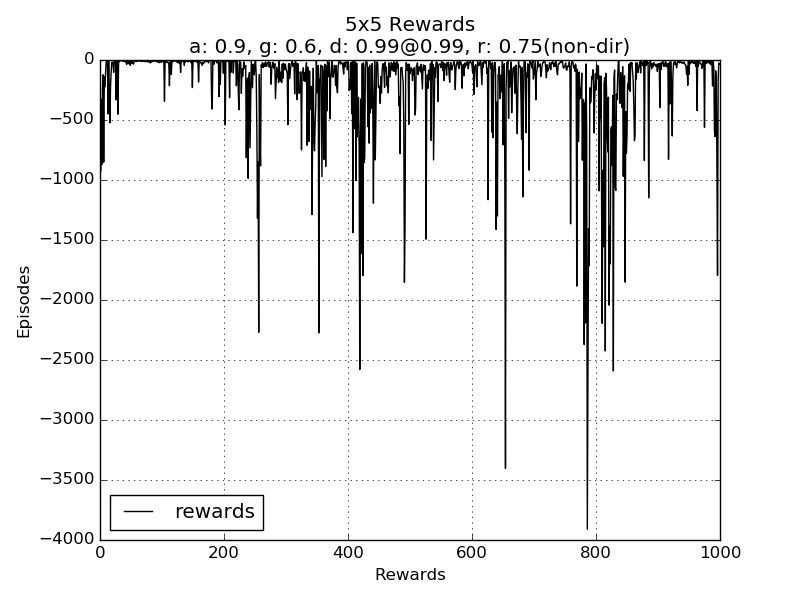 5x5 Rewards
a: 0.9, g: 0.6, d: 0.99@0.99, r: 0.75(non-dir)
0
−500
−1000
−1500
−2000
−2500
−3000
−3500
−4000
Episodes
rewards
0 200 400 600 800 1000
Rewards